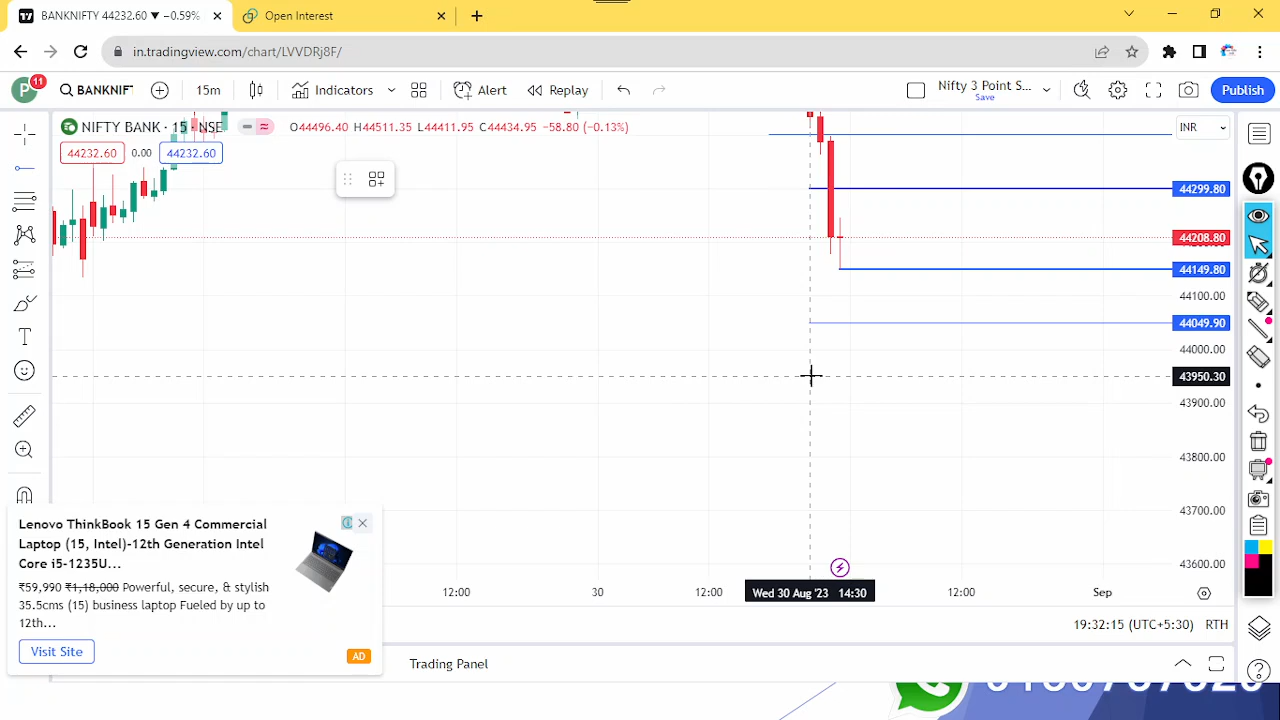 BANKNIFTY 44232.60 ▼ −0.59%
Open Interest
in.tradingview.com/chart/LVVDRj8F/
P
11
BANKNIF
15m
Indicators
Alert
Replay
Nifty 3 Point S...
Save
Publish
NIFTY BANK · 15 · NSE
O44496.40 H44511.35 L44411.95 C44434.95 −58.80 (−0.13%)
INR
44232.60
0.00
44232.60
44299.80
44208.80
44149.80
44100.00
44049.90
44000.00
43950.30
43900.00
43800.00
43700.00
43600.00
Lenovo ThinkBook 15 Gen 4 Commercial
Laptop (15, Intel)-12th Generation Intel
Core i5-1235U...
₹59,990 ₹1,18,000 Powerful, secure, & stylish
35.5cms (15) business laptop Fueled by up to
12th...
Visit Site
AD
12:00
30
12:00
Wed 30 Aug '23 14:30
12:00
Sep
19:32:15 (UTC+5:30)
RTH
Trading Panel